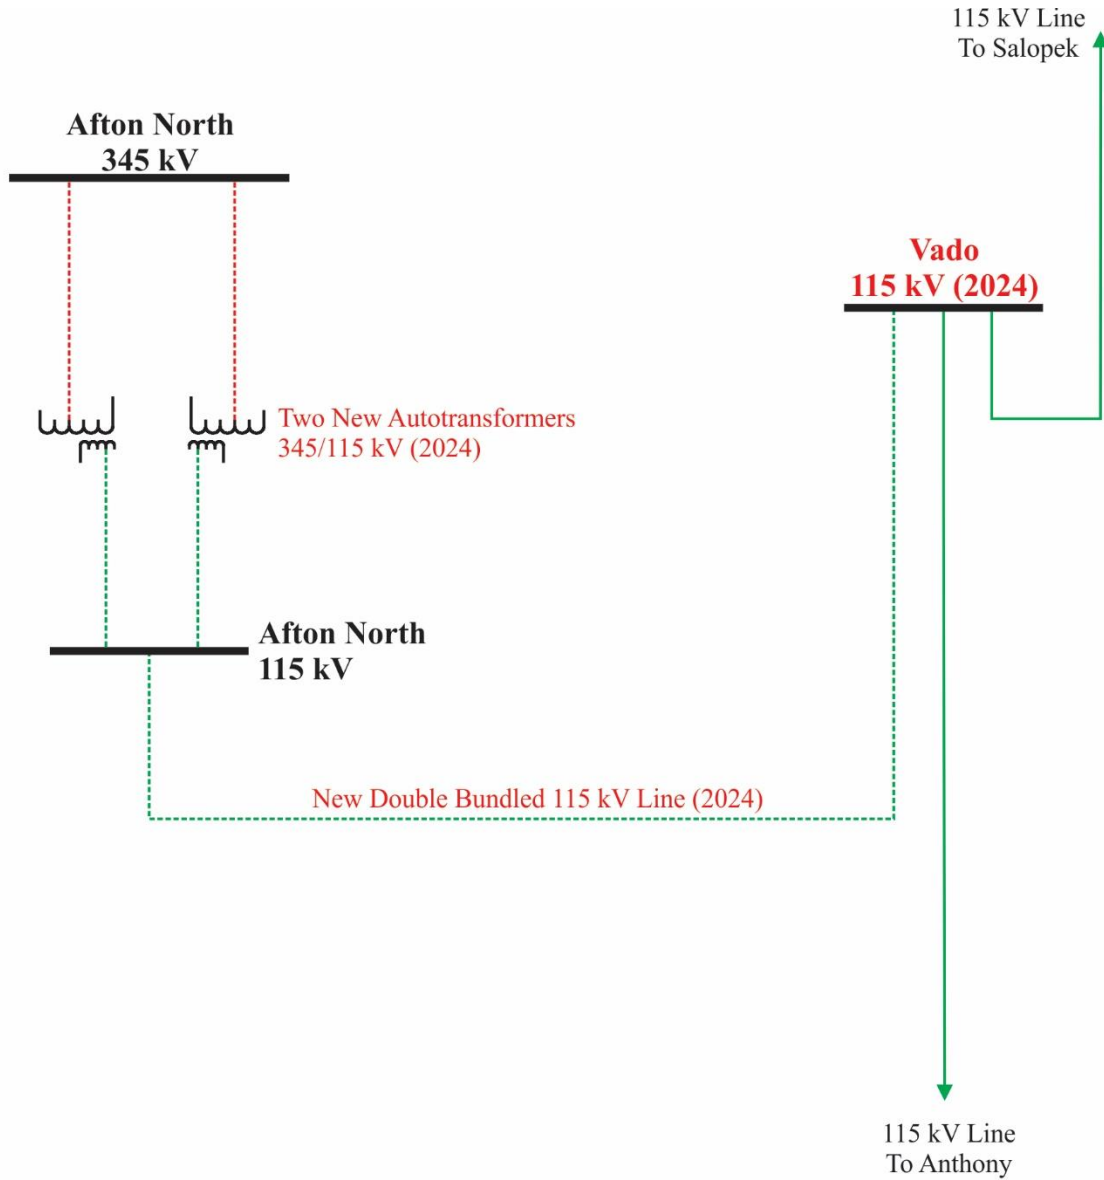 115 kV Line
To Salopek
Afton North
345 kV
Vado
115 kV (2024)
Two New Autotransformers
345/115 kV (2024)
Afton North
115 kV
New Double Bundled 115 kV Line (2024)
115 kV Line
To Anthony